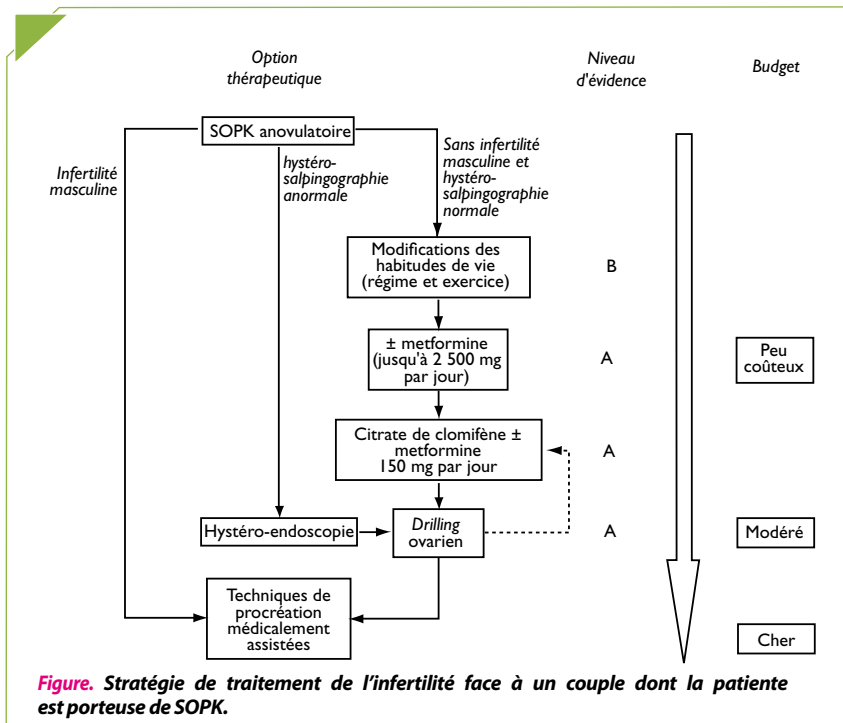 Option
thérapeutique
Niveau
d'évidence
Budget
SOPK anovulatoire
Infertilité
masculine
hystéro-
salpingographie
anormale
Sans infertilité
masculine et
hystéro-
salpingographie
normale
Modifications des
habitudes de vie
(régime et exercice)
B
± metformine
(jusqu'à 2 500 mg
par jour)
A
Peu
coûteux
Citrate de clomifène ±
metformine
150 mg par jour
A
Hystéro-endoscopie
Drilling
ovarien
A
Modéré
Techniques de
procréation
médicalement
assistées
Cher
Figure. Stratégie de traitement de l'infertilité face à un couple dont la patiente
est porteuse de SOPK.